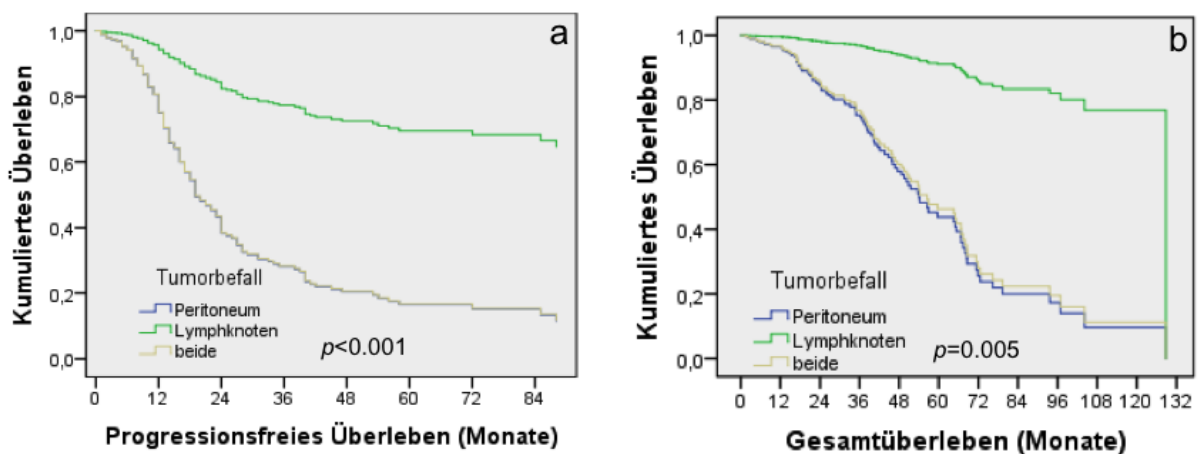 a
Kumuliertes Überleben
1,0
0,8
0,6
0,4
0,2
0,0
Tumorbefall
Peritoneum
Lymphknoten
beide
p<0.001
0 12 24 36 48 60 72 84
Progressionsfreies Überleben (Monate)
b
Kumuliertes Überleben
1,0
0,8
0,6
0,4
0,2
0,0
Tumorbefall
Peritoneum
Lymphknoten
beide
p=0.005
0 12 24 36 48 60 72 84 96 108 120 132
Gesamtüberleben (Monate)